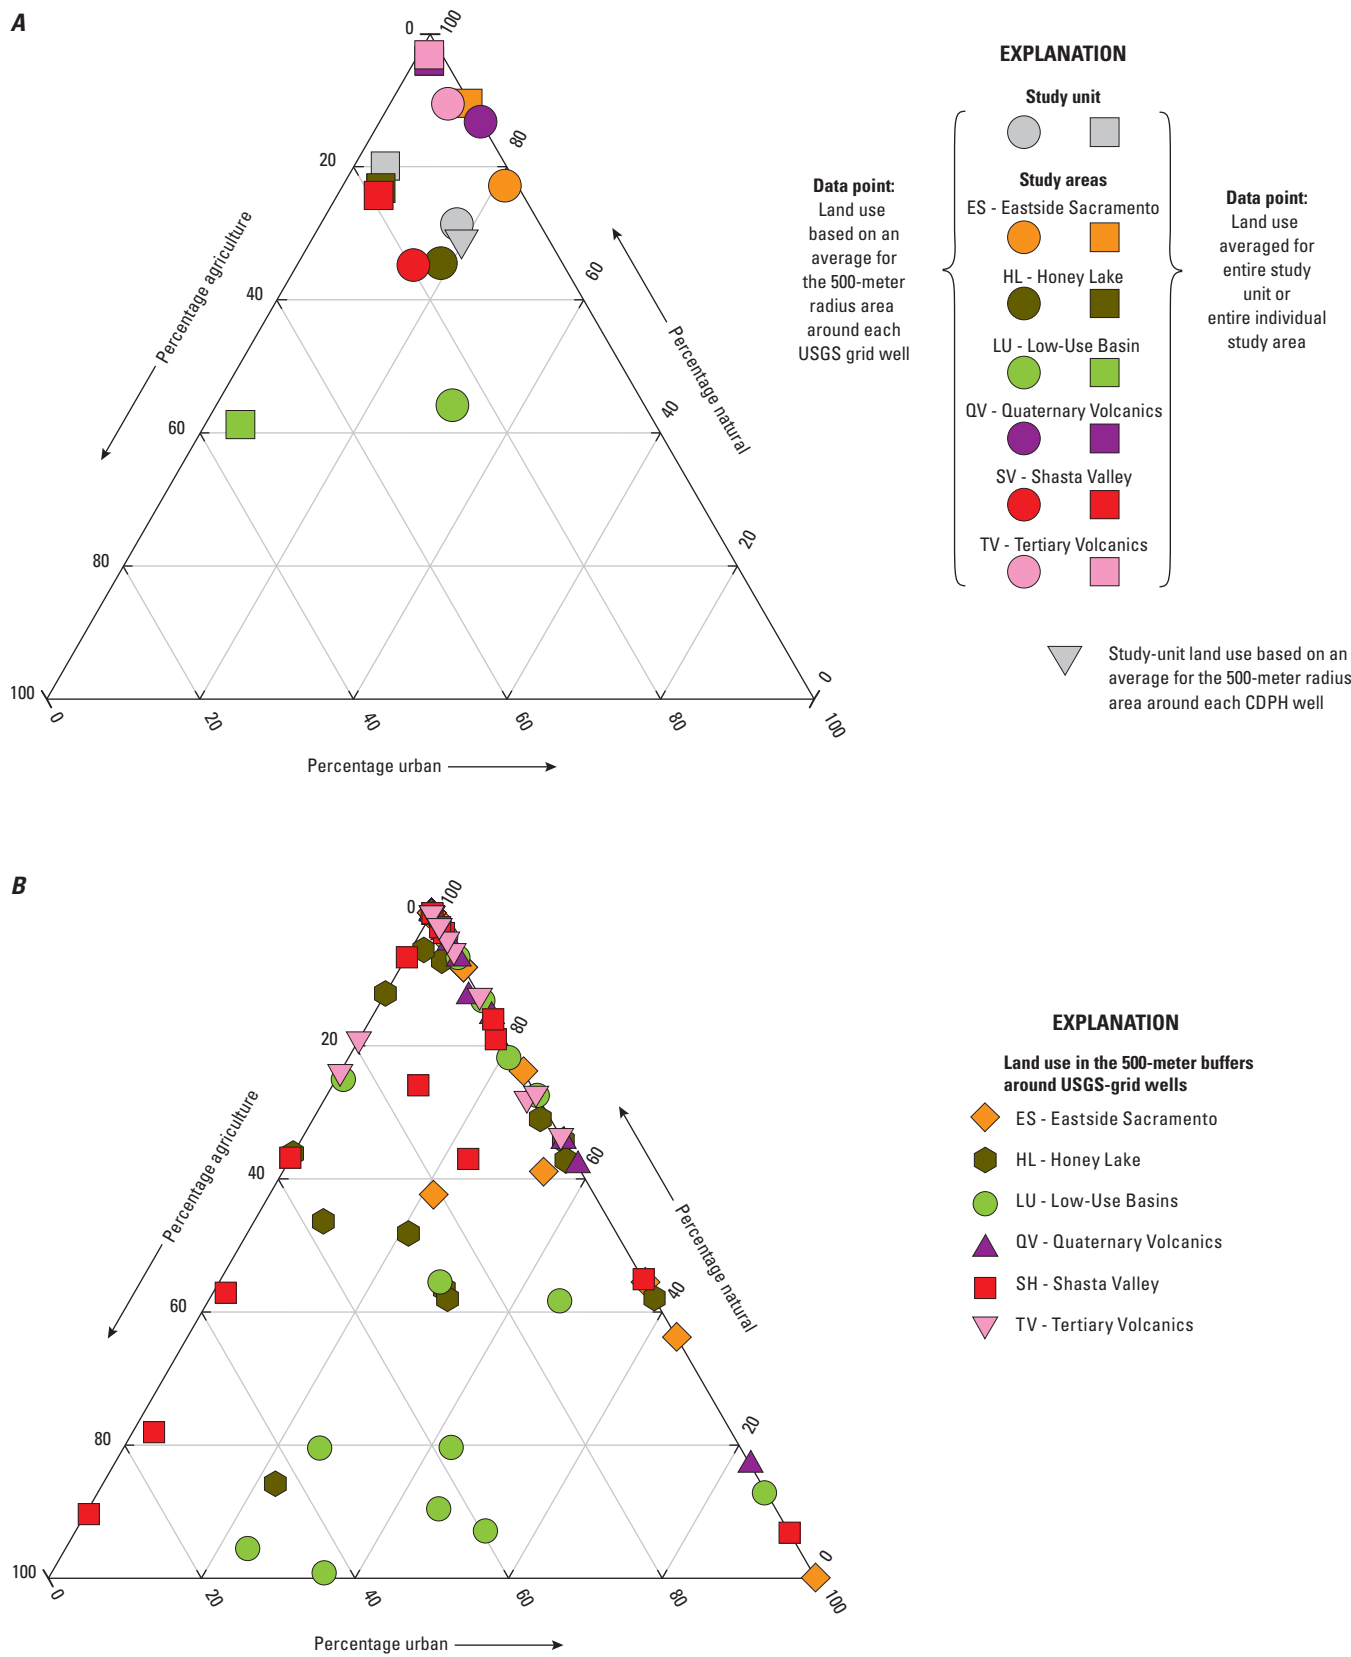 A
0
100
20
80
40
60
60
40
80
20
100
0
0
20
40
60
80
100
Percentage agriculture
Percentage natural
Percentage urban
EXPLANATION
Study unit
Study areas
ES - Eastside Sacramento
HL - Honey Lake
LU - Low-Use Basin
QV - Quaternary Volcanics
SV - Shasta Valley
TV - Tertiary Volcanics
Data point:
Land use
based on an
average for
the 500-meter
radius area
around each
USGS grid well
Data point:
Land use
averaged for
entire study
unit or
entire individual
study area
Study-unit land use based on an
average for the 500-meter radius
area around each CDPH well
B
0
100
20
80
40
60
60
40
80
20
100
0
0
20
40
60
80
100
Percentage agriculture
Percentage natural
Percentage urban
EXPLANATION
Land use in the 500-meter buffers
around USGS-grid wells
ES - Eastside Sacramento
HL - Honey Lake
LU - Low-Use Basins
QV - Quaternary Volcanics
SH - Shasta Valley
TV - Tertiary Volcanics